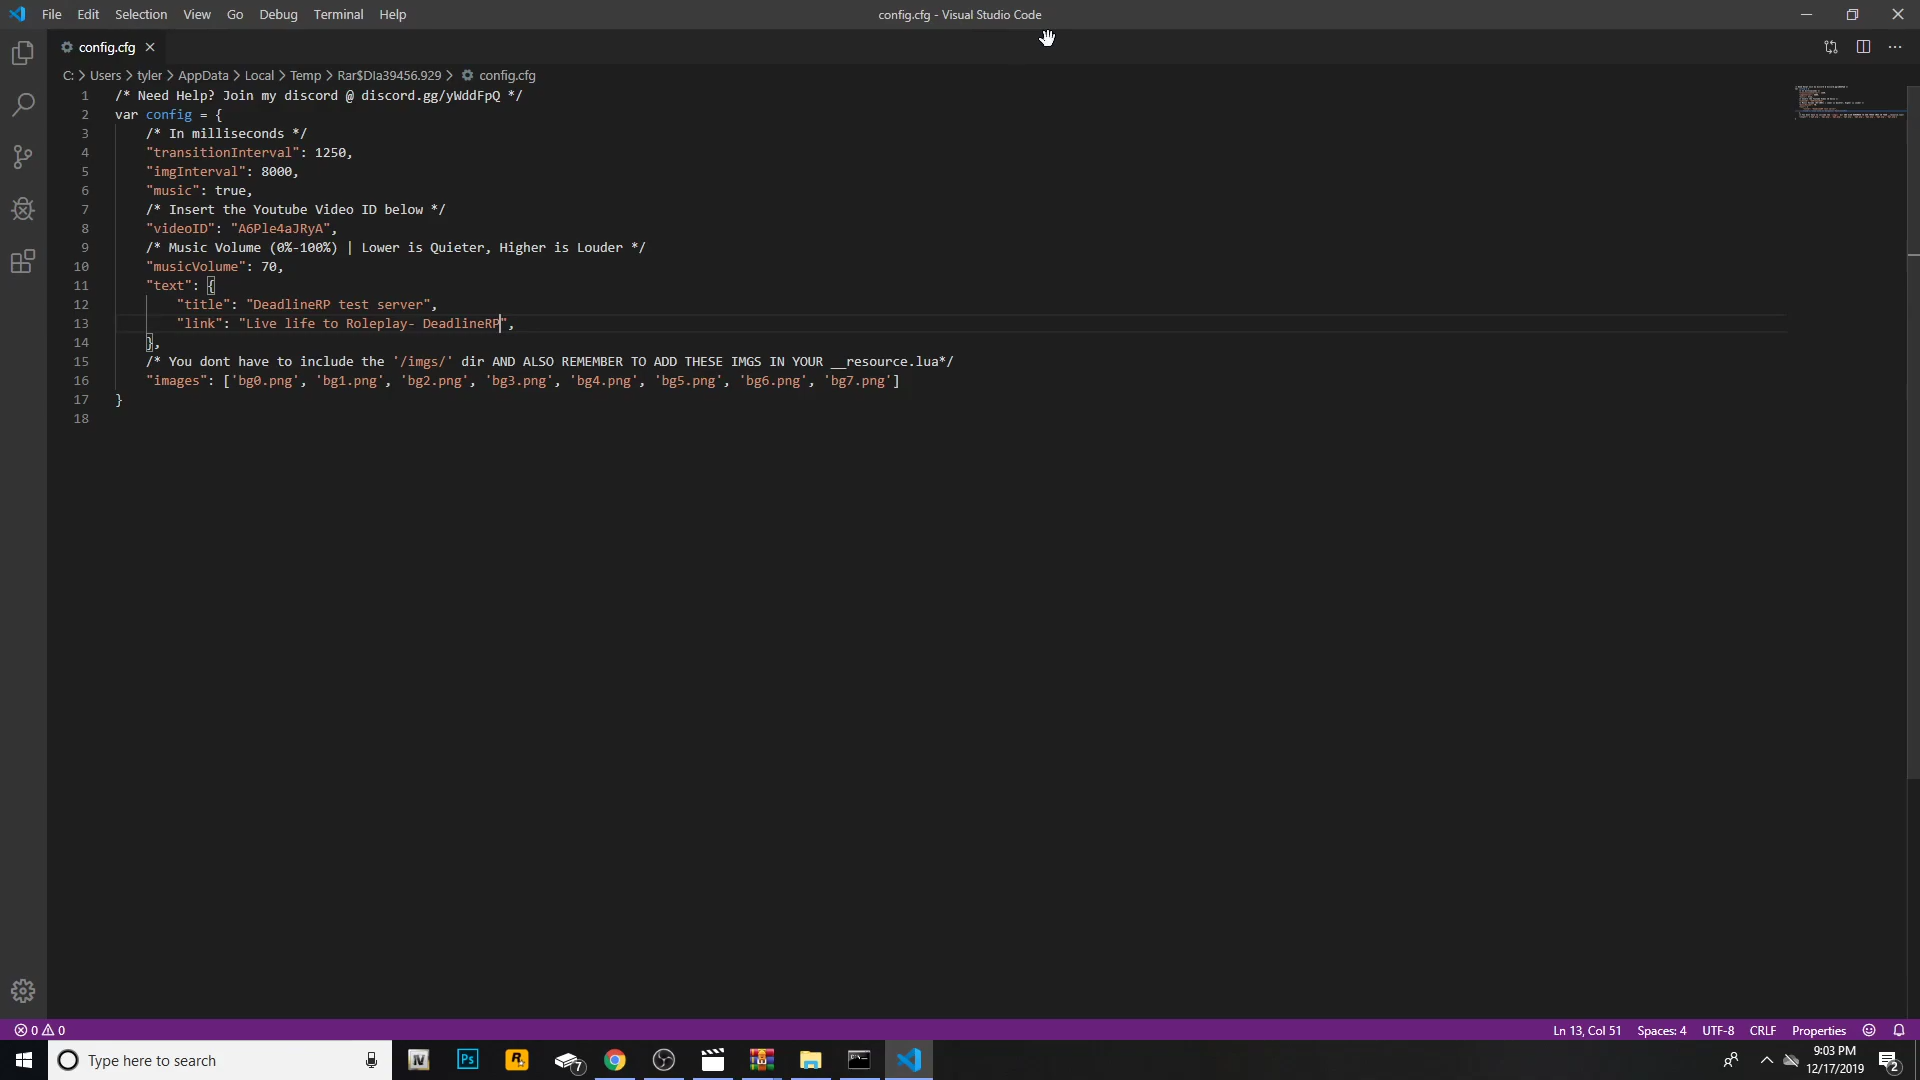 File Edit Selection View Go Debug Terminal Help
config.cfg - Visual Studio Code
config.cfg
C: > Users > tyler > AppData > Local > Temp > Rar$DIa39456.929 > config.cfg
1 /* Need Help? Join my discord @ discord.gg/yWddFpQ */
2 var config = {
3 /* In milliseconds */
4 "transitionInterval": 1250,
5 "imgInterval": 8000,
6 "music": true,
7 /* Insert the Youtube Video ID below */
8 "videoID": "A6Ple4aJRyA",
9 /* Music Volume (0%-100%) | Lower is Quieter, Higher is Louder */
10 "musicVolume": 70,
11 "text": {
12 "title": "DeadlineRP test server",
13 "link": "Live life to Roleplay- DeadlineRP",
14 },
15 /* You dont have to include the '/imgs/' dir AND ALSO REMEMBER TO ADD THESE IMGS IN YOUR __resource.lua*/
16 "images": ['bg0.png', 'bg1.png', 'bg2.png', 'bg3.png', 'bg4.png', 'bg5.png', 'bg6.png', 'bg7.png']
17 }
18
0 0
Ln 13, Col 51 Spaces: 4 UTF-8 CRLF Properties
Type here to search
IV Ps R 7
9:03 PM
12/17/2019
2